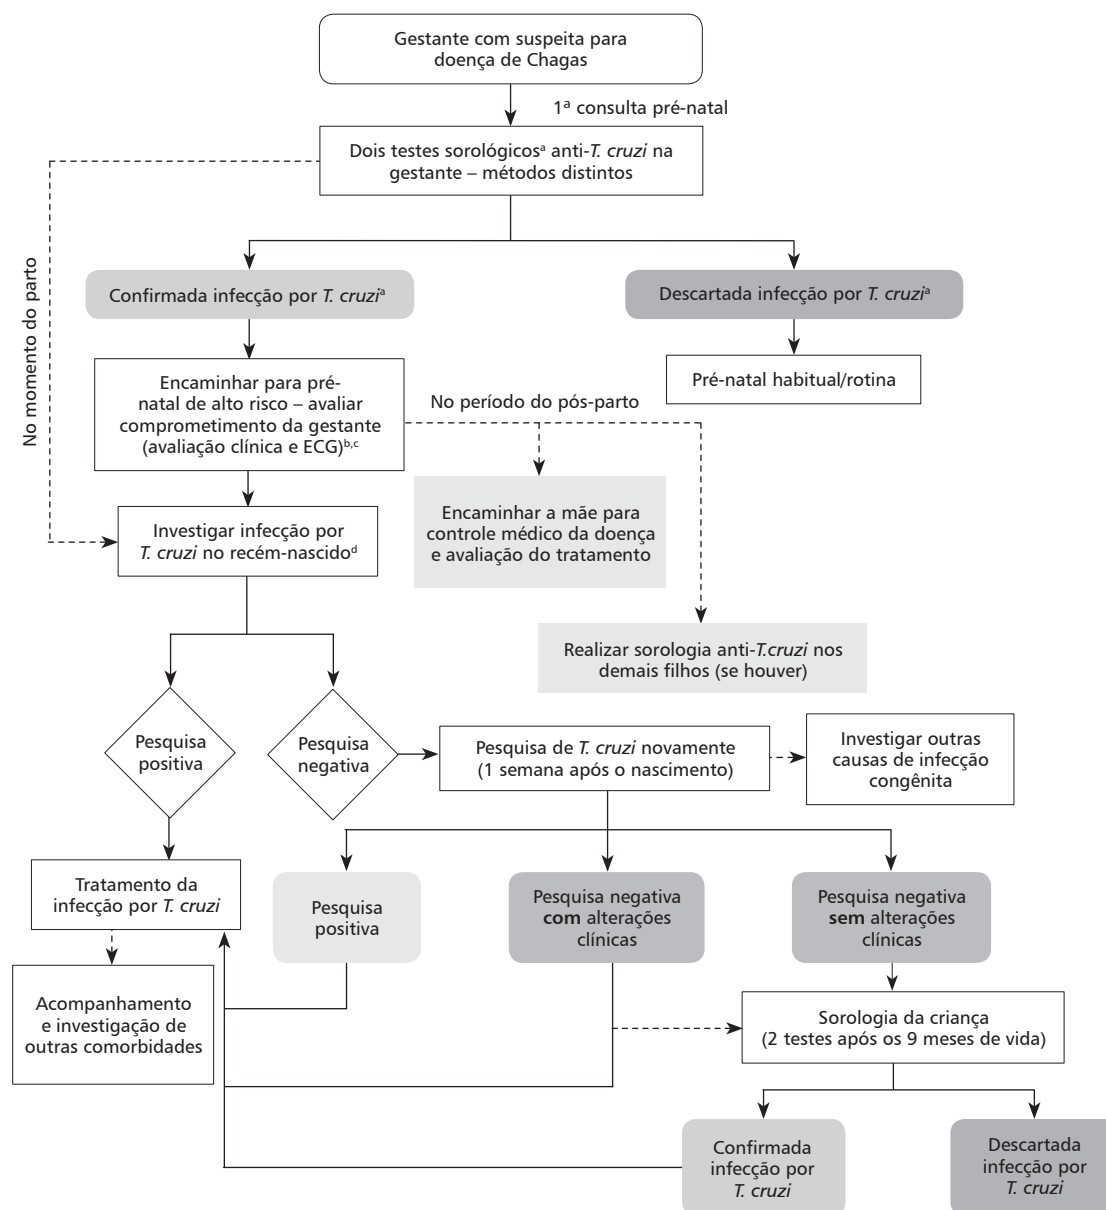 Gestante com suspeita para
doença de Chagas
1ª consulta pré-natal
Dois testes sorológicosᵃ anti-T. cruzi na
gestante – métodos distintos
No momento do parto
Confirmada infecção por T. cruziᵃ
Descartada infecção por T. cruziᵃ
Encaminhar para pré-
natal de alto risco – avaliar
comprometimento da gestante
(avaliação clínica e ECG)ᵇ,ᶜ
Pré-natal habitual/rotina
No período do pós-parto
Encaminhar a mãe para
controle médico da doença
e avaliação do tratamento
Investigar infecção por
T. cruzi no recém-nascidoᵈ
Realizar sorologia anti-T.cruzi nos
demais filhos (se houver)
Pesquisa
positiva
Pesquisa
negativa
Pesquisa de T. cruzi novamente
(1 semana após o nascimento)
Investigar outras
causas de infecção
congênita
Tratamento da
infecção por T. cruzi
Pesquisa
positiva
Pesquisa negativa
com alterações
clínicas
Pesquisa negativa
sem alterações
clínicas
Acompanhamento
e investigação de
outras comorbidades
Sorologia da criança
(2 testes após os 9 meses de vida)
Confirmada
infecção por
T. cruzi
Descartada
infecção por
T. cruzi